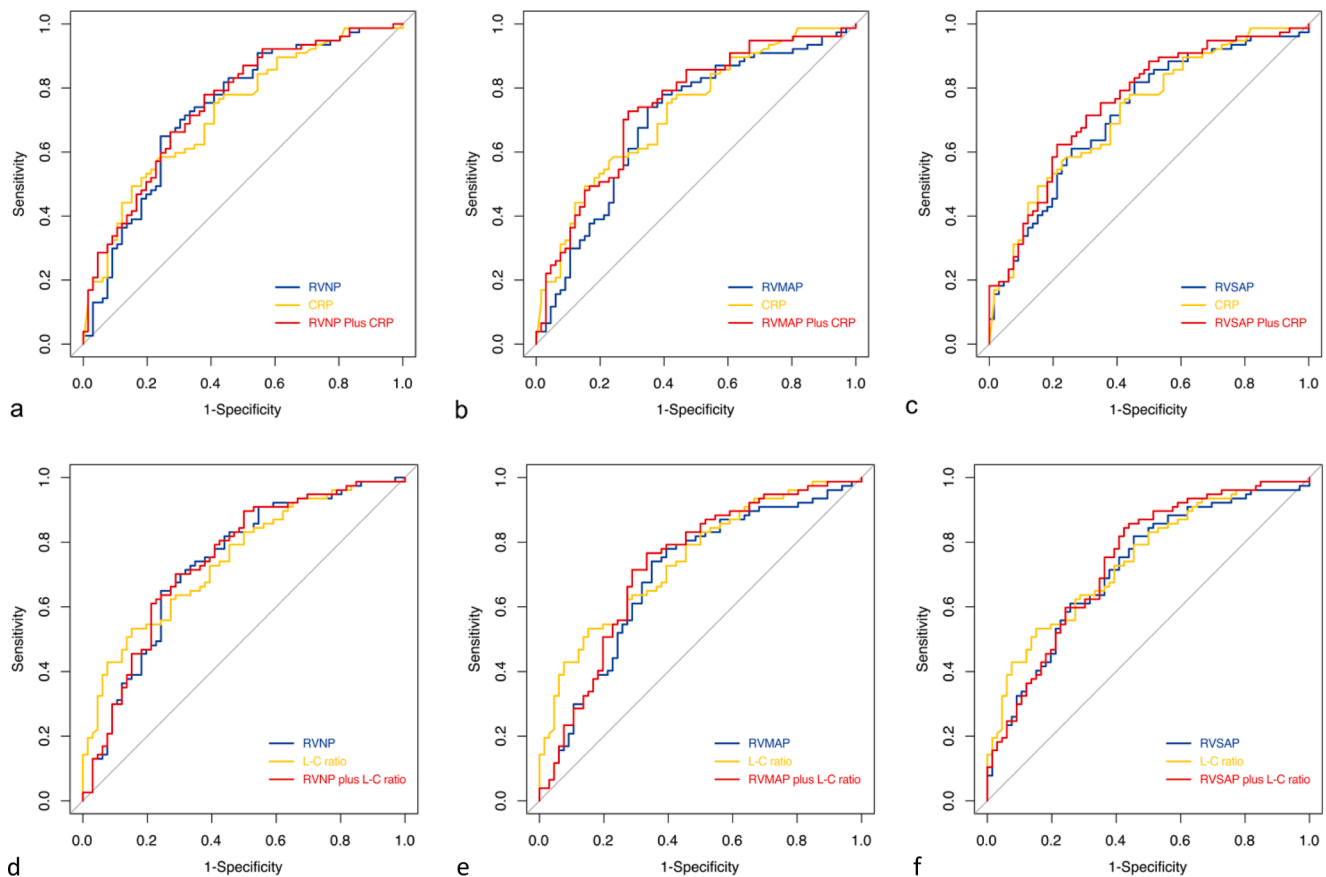 1.0
0.8
0.6
0.4
0.2
0.0
Sensitivity
RVNP
CRP
RVNP Plus CRP
0.0 0.2 0.4 0.6 0.8 1.0
1-Specificity
a
1.0
0.8
0.6
0.4
0.2
0.0
Sensitivity
RVMAP
CRP
RVMAP Plus CRP
0.0 0.2 0.4 0.6 0.8 1.0
1-Specificity
b
1.0
0.8
0.6
0.4
0.2
0.0
Sensitivity
RVSAP
CRP
RVSAP Plus CRP
0.0 0.2 0.4 0.6 0.8 1.0
1-Specificity
c
1.0
0.8
0.6
0.4
0.2
0.0
Sensitivity
RVNP
L-C ratio
RVNP plus L-C ratio
0.0 0.2 0.4 0.6 0.8 1.0
1-Specificity
d
1.0
0.8
0.6
0.4
0.2
0.0
Sensitivity
RVMAP
L-C ratio
RVMAP plus L-C ratio
0.0 0.2 0.4 0.6 0.8 1.0
1-Specificity
e
1.0
0.8
0.6
0.4
0.2
0.0
Sensitivity
RVSAP
L-C ratio
RVSAP plus L-C ratio
0.0 0.2 0.4 0.6 0.8 1.0
1-Specificity
f